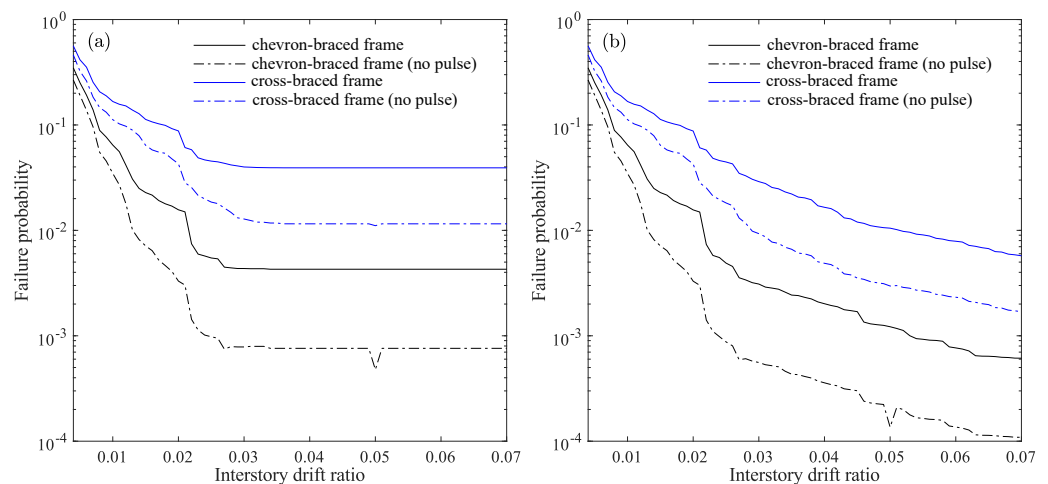 (a)
chevron-braced frame
chevron-braced frame (no pulse)
cross-braced frame
cross-braced frame (no pulse)
10^0
10^-1
10^-2
10^-3
10^-4
Failure probability
0.01 0.02 0.03 0.04 0.05 0.06 0.07
Interstory drift ratio
(b)
chevron-braced frame
chevron-braced frame (no pulse)
cross-braced frame
cross-braced frame (no pulse)
10^0
10^-1
10^-2
10^-3
10^-4
Failure probability
0.01 0.02 0.03 0.04 0.05 0.06 0.07
Interstory drift ratio